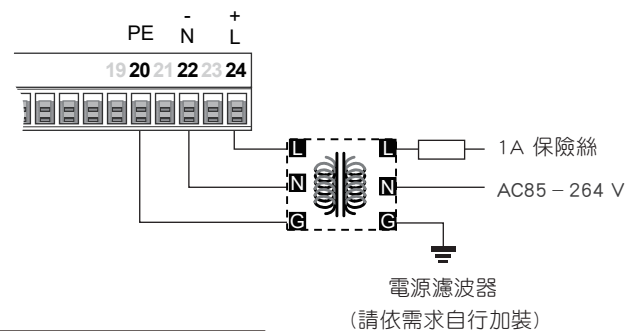 - +
PE N L
19 20 21 22 23 24
L L 1A 保險絲
N N AC85 – 264 V
G G
電源濾波器
(請依需求自行加裝)